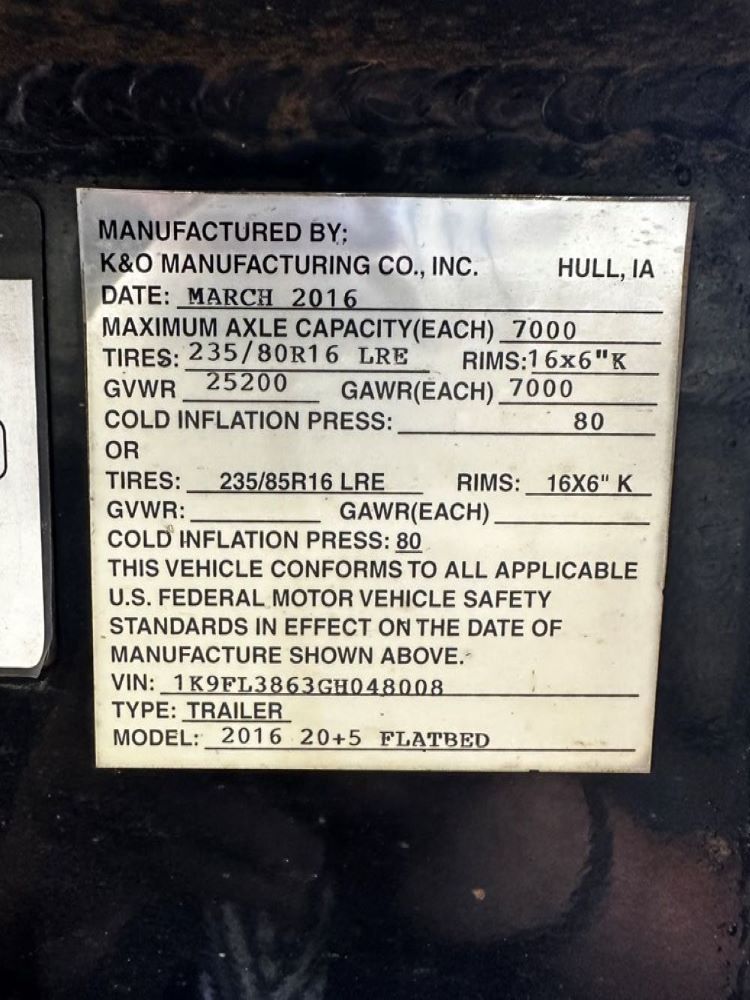 MANUFACTURED BY:
K&O MANUFACTURING CO., INC. HULL, IA
DATE: MARCH 2016
MAXIMUM AXLE CAPACITY(EACH) 7000
TIRES: 235/80R16 LRE RIMS:16x6"K
GVWR 25200 GAWR(EACH) 7000
COLD INFLATION PRESS: 80
OR
TIRES: 235/85R16 LRE RIMS: 16X6" K
GVWR: GAWR(EACH)
COLD INFLATION PRESS: 80
THIS VEHICLE CONFORMS TO ALL APPLICABLE
U.S. FEDERAL MOTOR VEHICLE SAFETY
STANDARDS IN EFFECT ON THE DATE OF
MANUFACTURE SHOWN ABOVE.
VIN: 1K9FL3863GH048008
TYPE: TRAILER
MODEL: 2016 20+5 FLATBED